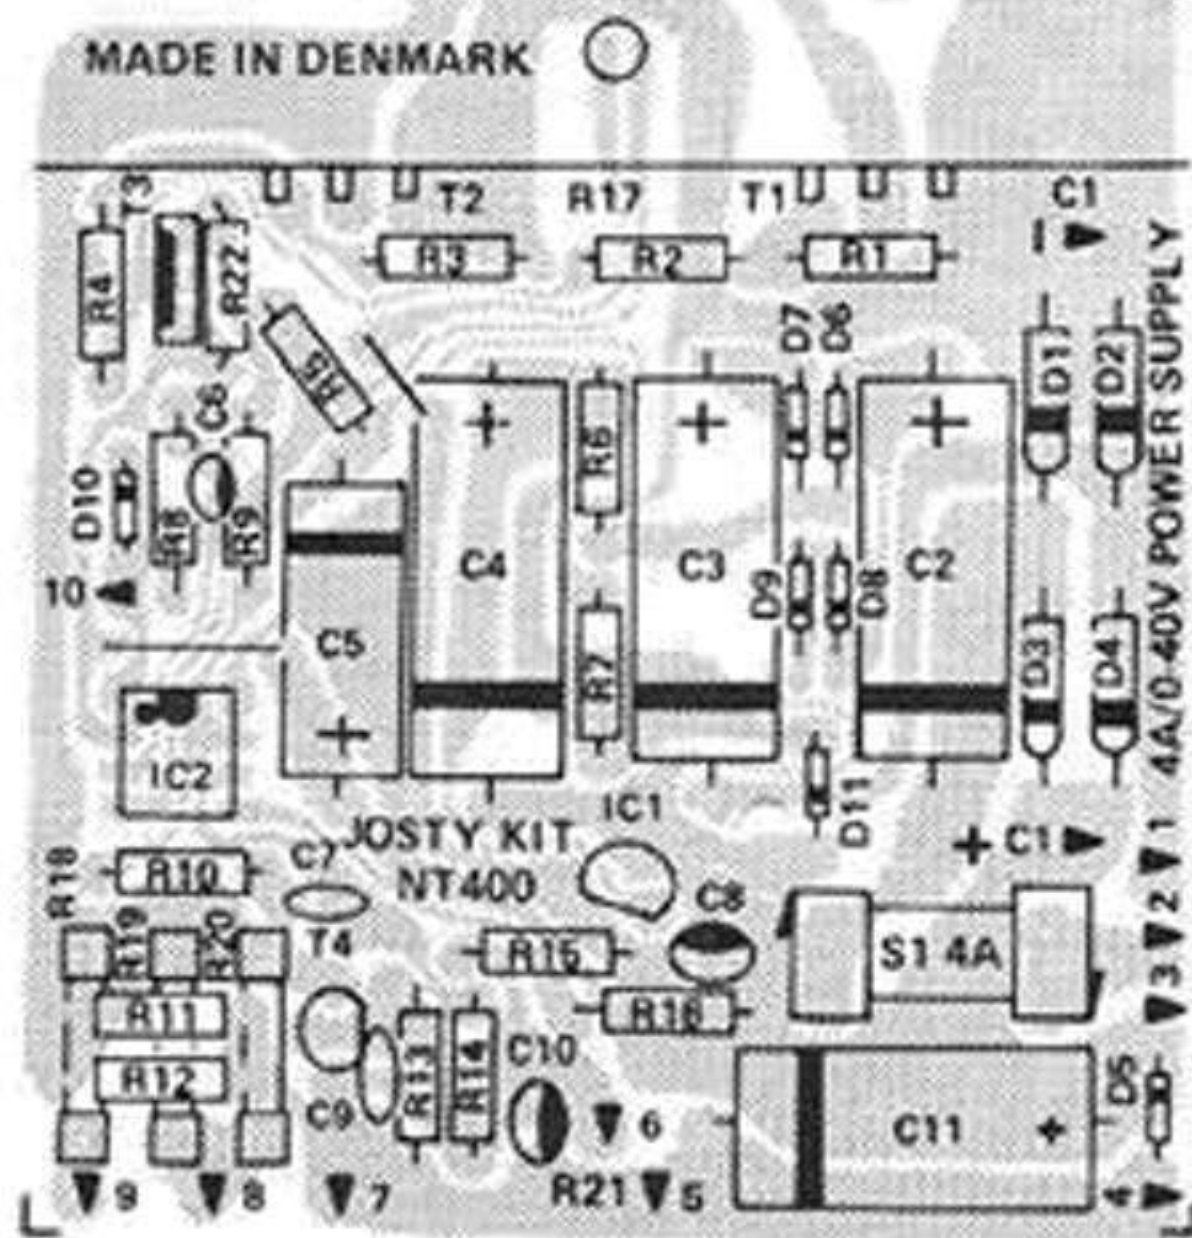 MADE IN DENMARK
T3
T2
R17
T1
C1
−
R4
R22
R3
R2
R1
R5
D7
D6
D1
D2
C6
+
+
+
R6
D10
R8
R9
C4
C3
C2
D9
D8
10
C5
R7
D3
D4
+
IC2
D11
4A/0-40V POWER SUPPLY
IC1
JOSTY KIT
NT400
+ C1
1
R18
R10
C7
C8
2
R19
R20
T4
R15
S1 4A
3
R11
R16
R12
R13
R14
C10
D5
C9
6
C11
+
9
8
7
R21
5
4